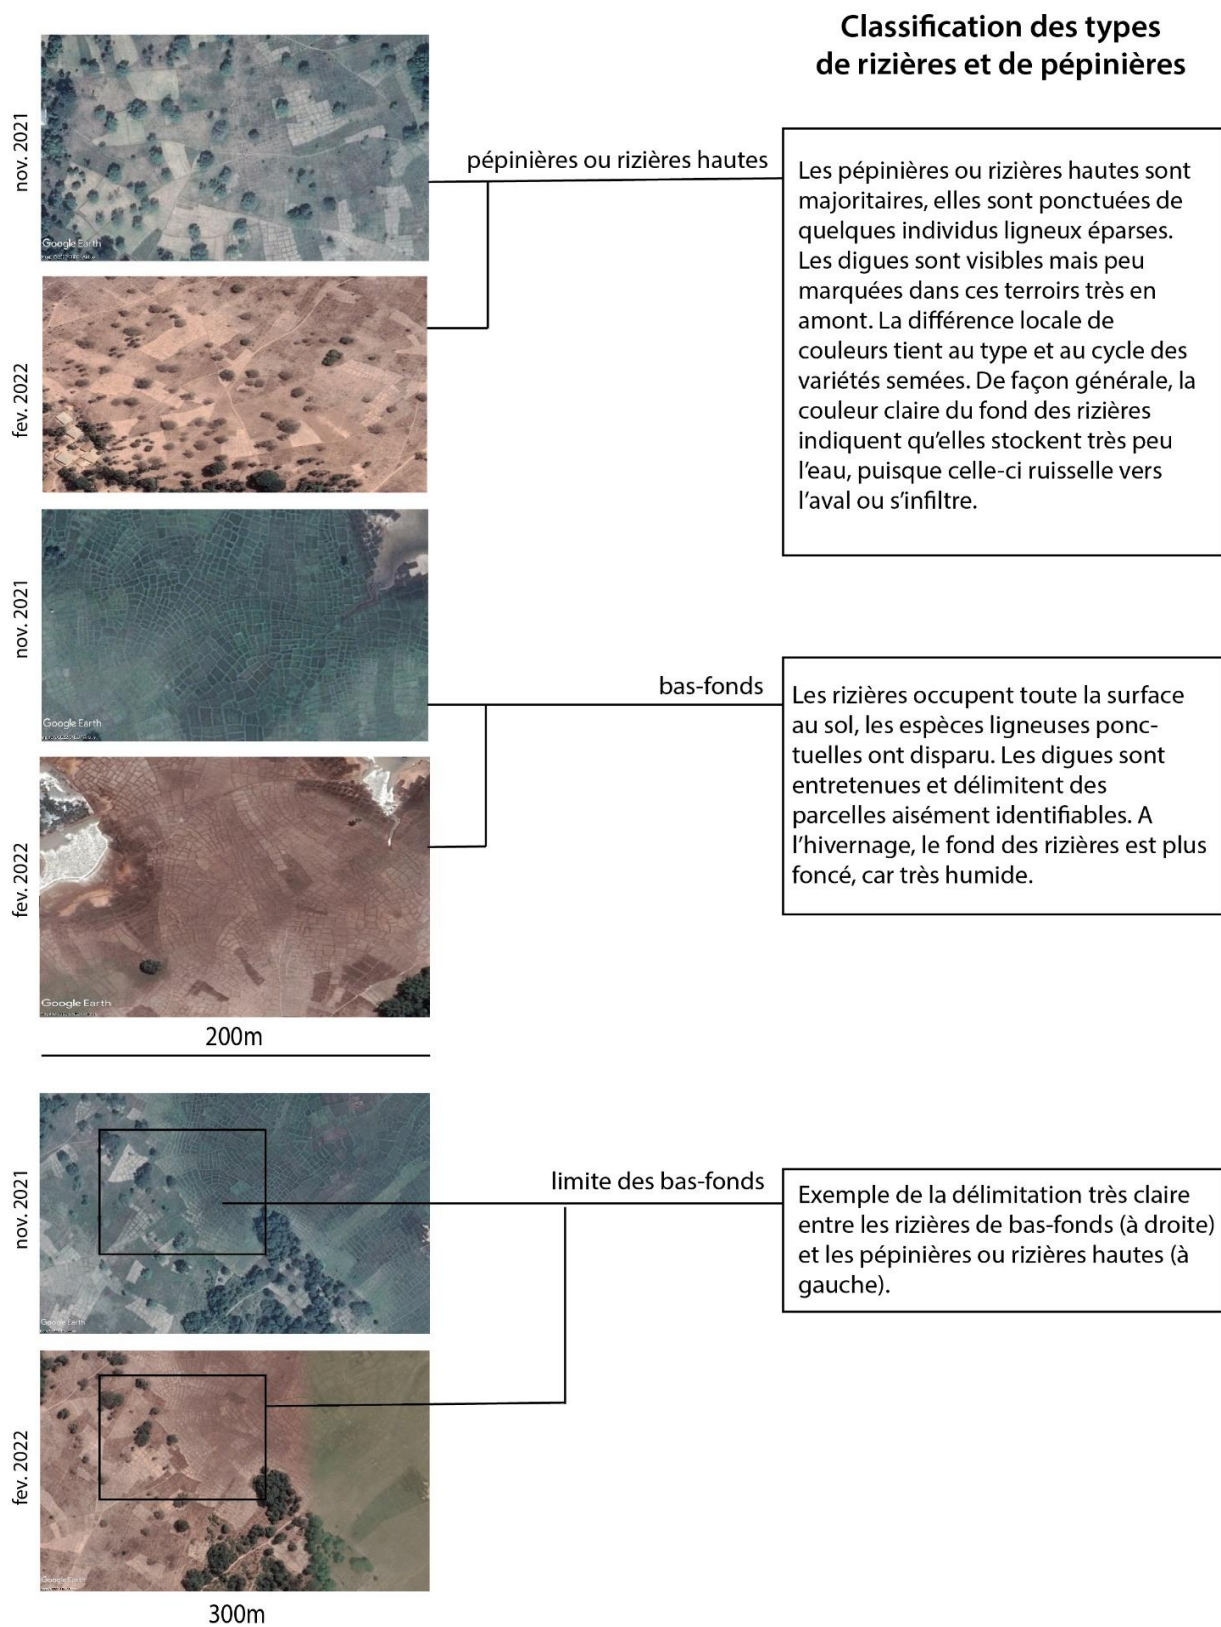 Classification des types
de rizières et de pépinières
nov. 2021
Google Earth
pépinières ou rizières hautes
Les pépinières ou rizières hautes sont
majoritaires, elles sont ponctuées de
quelques individus ligneux éparses.
Les digues sont visibles mais peu
marquées dans ces terroirs très en
amont. La différence locale de
couleurs tient au type et au cycle des
variétés semées. De façon générale, la
couleur claire du fond des rizières
indiquent qu'elles stockent très peu
l'eau, puisque celle-ci ruisselle vers
l'aval ou s'infiltre.
fev. 2022
nov. 2021
Google Earth
bas-fonds
Les rizières occupent toute la surface
au sol, les espèces ligneuses ponc-
tuelles ont disparu. Les digues sont
entretenues et délimitent des
parcelles aisément identifiables. A
l'hivernage, le fond des rizières est plus
foncé, car très humide.
fev. 2022
Google Earth
200m
nov. 2021
Google Earth
limite des bas-fonds
Exemple de la délimitation très claire
entre les rizières de bas-fonds (à droite)
et les pépinières ou rizières hautes (à
gauche).
fev. 2022
Google Earth
300m